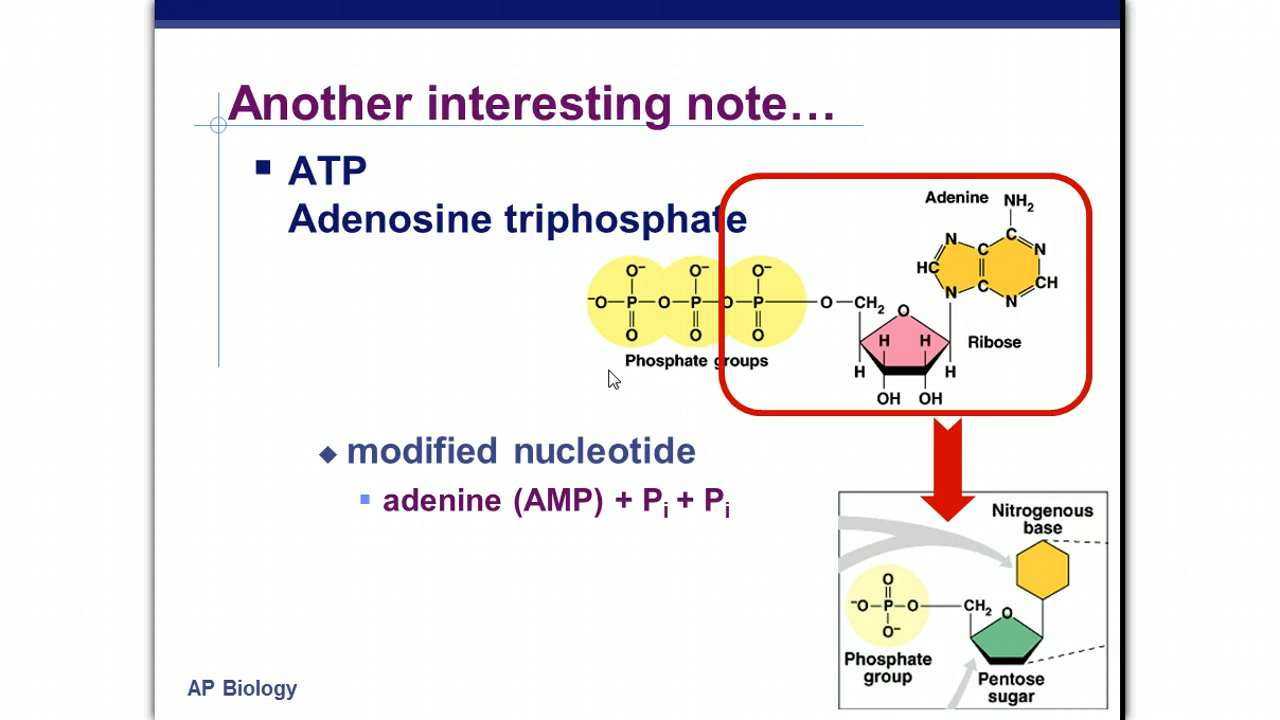 Another interesting note…
ATP
Adenosine triphosphate
Adenine NH2
N C N
HC C CH
N C N
O– O– O–
–O P O P O P O CH2 O
O O O
H H Ribose
Phosphate groups
H H
OH OH
modified nucleotide
adenine (AMP) + Pi + Pi
Nitrogenous
base
O
–O P O CH2 O
O–
Phosphate
group
Pentose
sugar
AP Biology